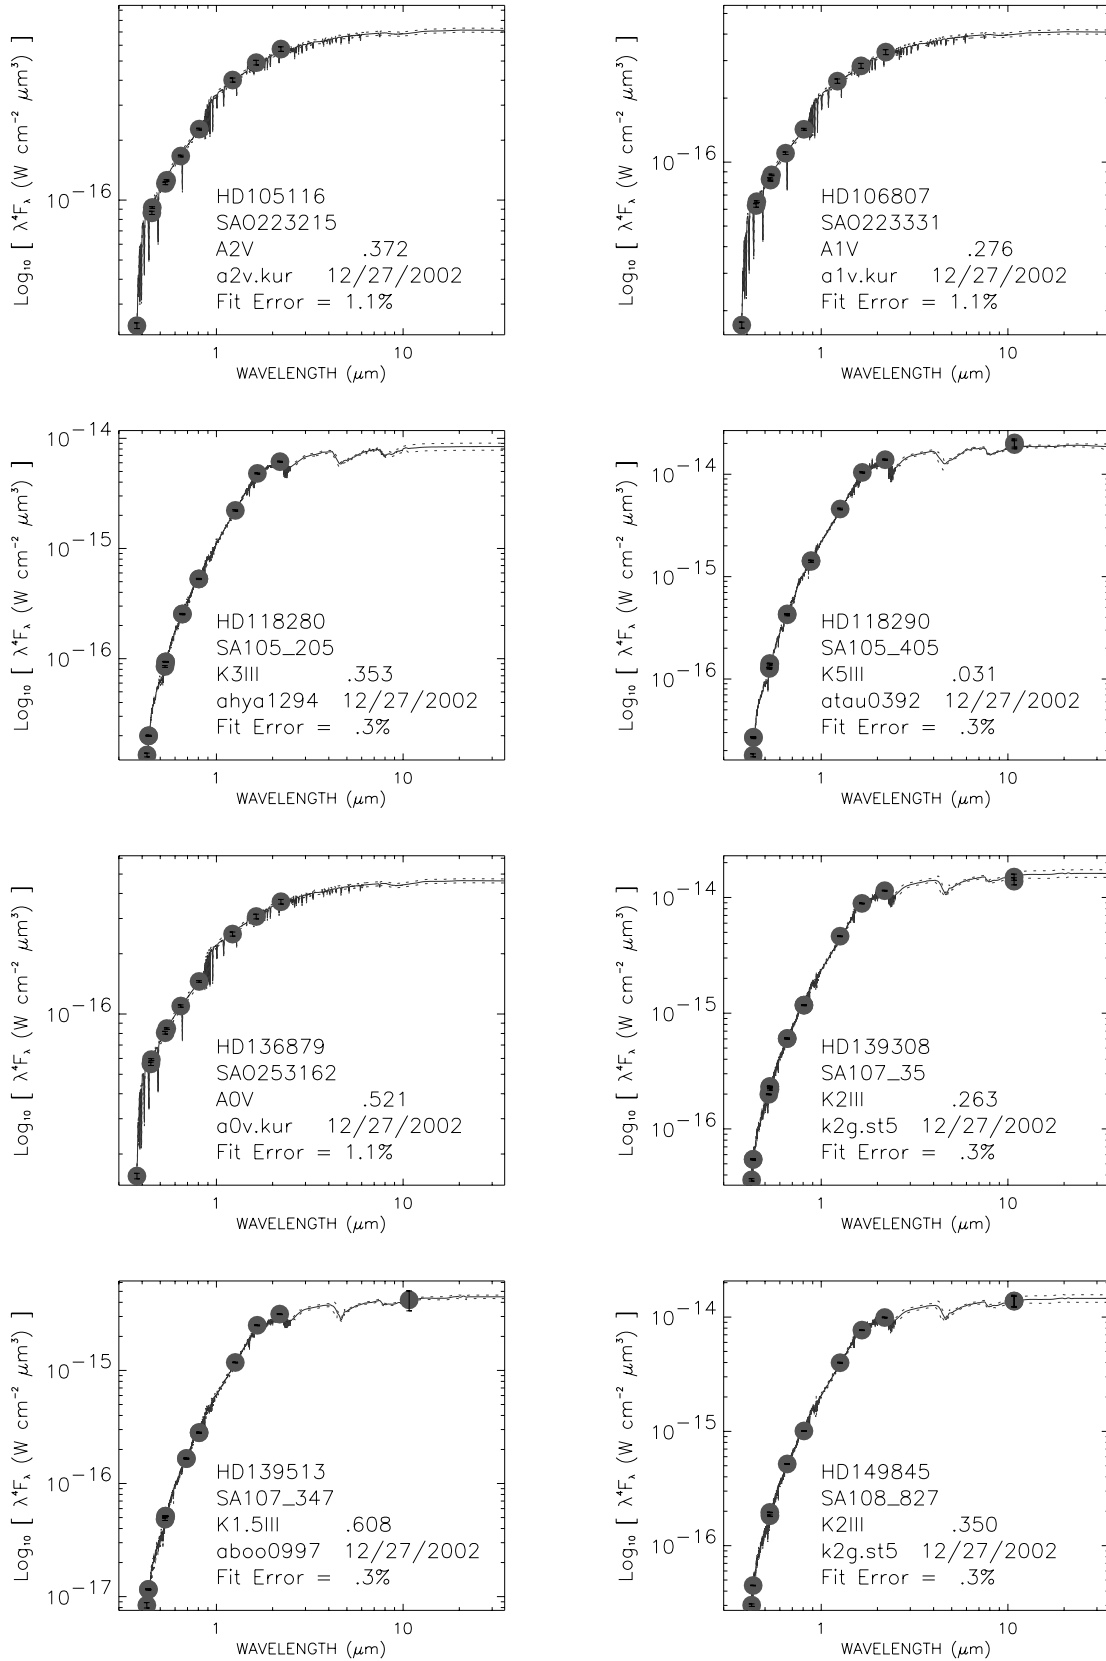 Log₁₀ [ λ⁴F_λ (W cm⁻² μm³) ]
10⁻¹⁶
HD105116
SAO223215
A2V .372
a2v.kur 12/27/2002
Fit Error = 1.1%
1 10
WAVELENGTH (μm)
Log₁₀ [ λ⁴F_λ (W cm⁻² μm³) ]
10⁻¹⁶
HD106807
SAO223331
A1V .276
a1v.kur 12/27/2002
Fit Error = 1.1%
1 10
WAVELENGTH (μm)
Log₁₀ [ λ⁴F_λ (W cm⁻² μm³) ]
10⁻¹⁴
10⁻¹⁵
10⁻¹⁶
HD118280
SA105_205
K3III .353
ahya1294 12/27/2002
Fit Error = .3%
1 10
WAVELENGTH (μm)
Log₁₀ [ λ⁴F_λ (W cm⁻² μm³) ]
10⁻¹⁴
10⁻¹⁵
10⁻¹⁶
HD118290
SA105_405
K5III .031
atau0392 12/27/2002
Fit Error = .3%
1 10
WAVELENGTH (μm)
Log₁₀ [ λ⁴F_λ (W cm⁻² μm³) ]
10⁻¹⁶
HD136879
SAO253162
A0V .521
a0v.kur 12/27/2002
Fit Error = 1.1%
1 10
WAVELENGTH (μm)
Log₁₀ [ λ⁴F_λ (W cm⁻² μm³) ]
10⁻¹⁴
10⁻¹⁵
10⁻¹⁶
HD139308
SA107_35
K2III .263
k2g.st5 12/27/2002
Fit Error = .3%
1 10
WAVELENGTH (μm)
Log₁₀ [ λ⁴F_λ (W cm⁻² μm³) ]
10⁻¹⁵
10⁻¹⁶
10⁻¹⁷
HD139513
SA107_347
K1.5III .608
aboo0997 12/27/2002
Fit Error = .3%
1 10
WAVELENGTH (μm)
Log₁₀ [ λ⁴F_λ (W cm⁻² μm³) ]
10⁻¹⁴
10⁻¹⁵
10⁻¹⁶
HD149845
SA108_827
K2III .350
k2g.st5 12/27/2002
Fit Error = .3%
1 10
WAVELENGTH (μm)